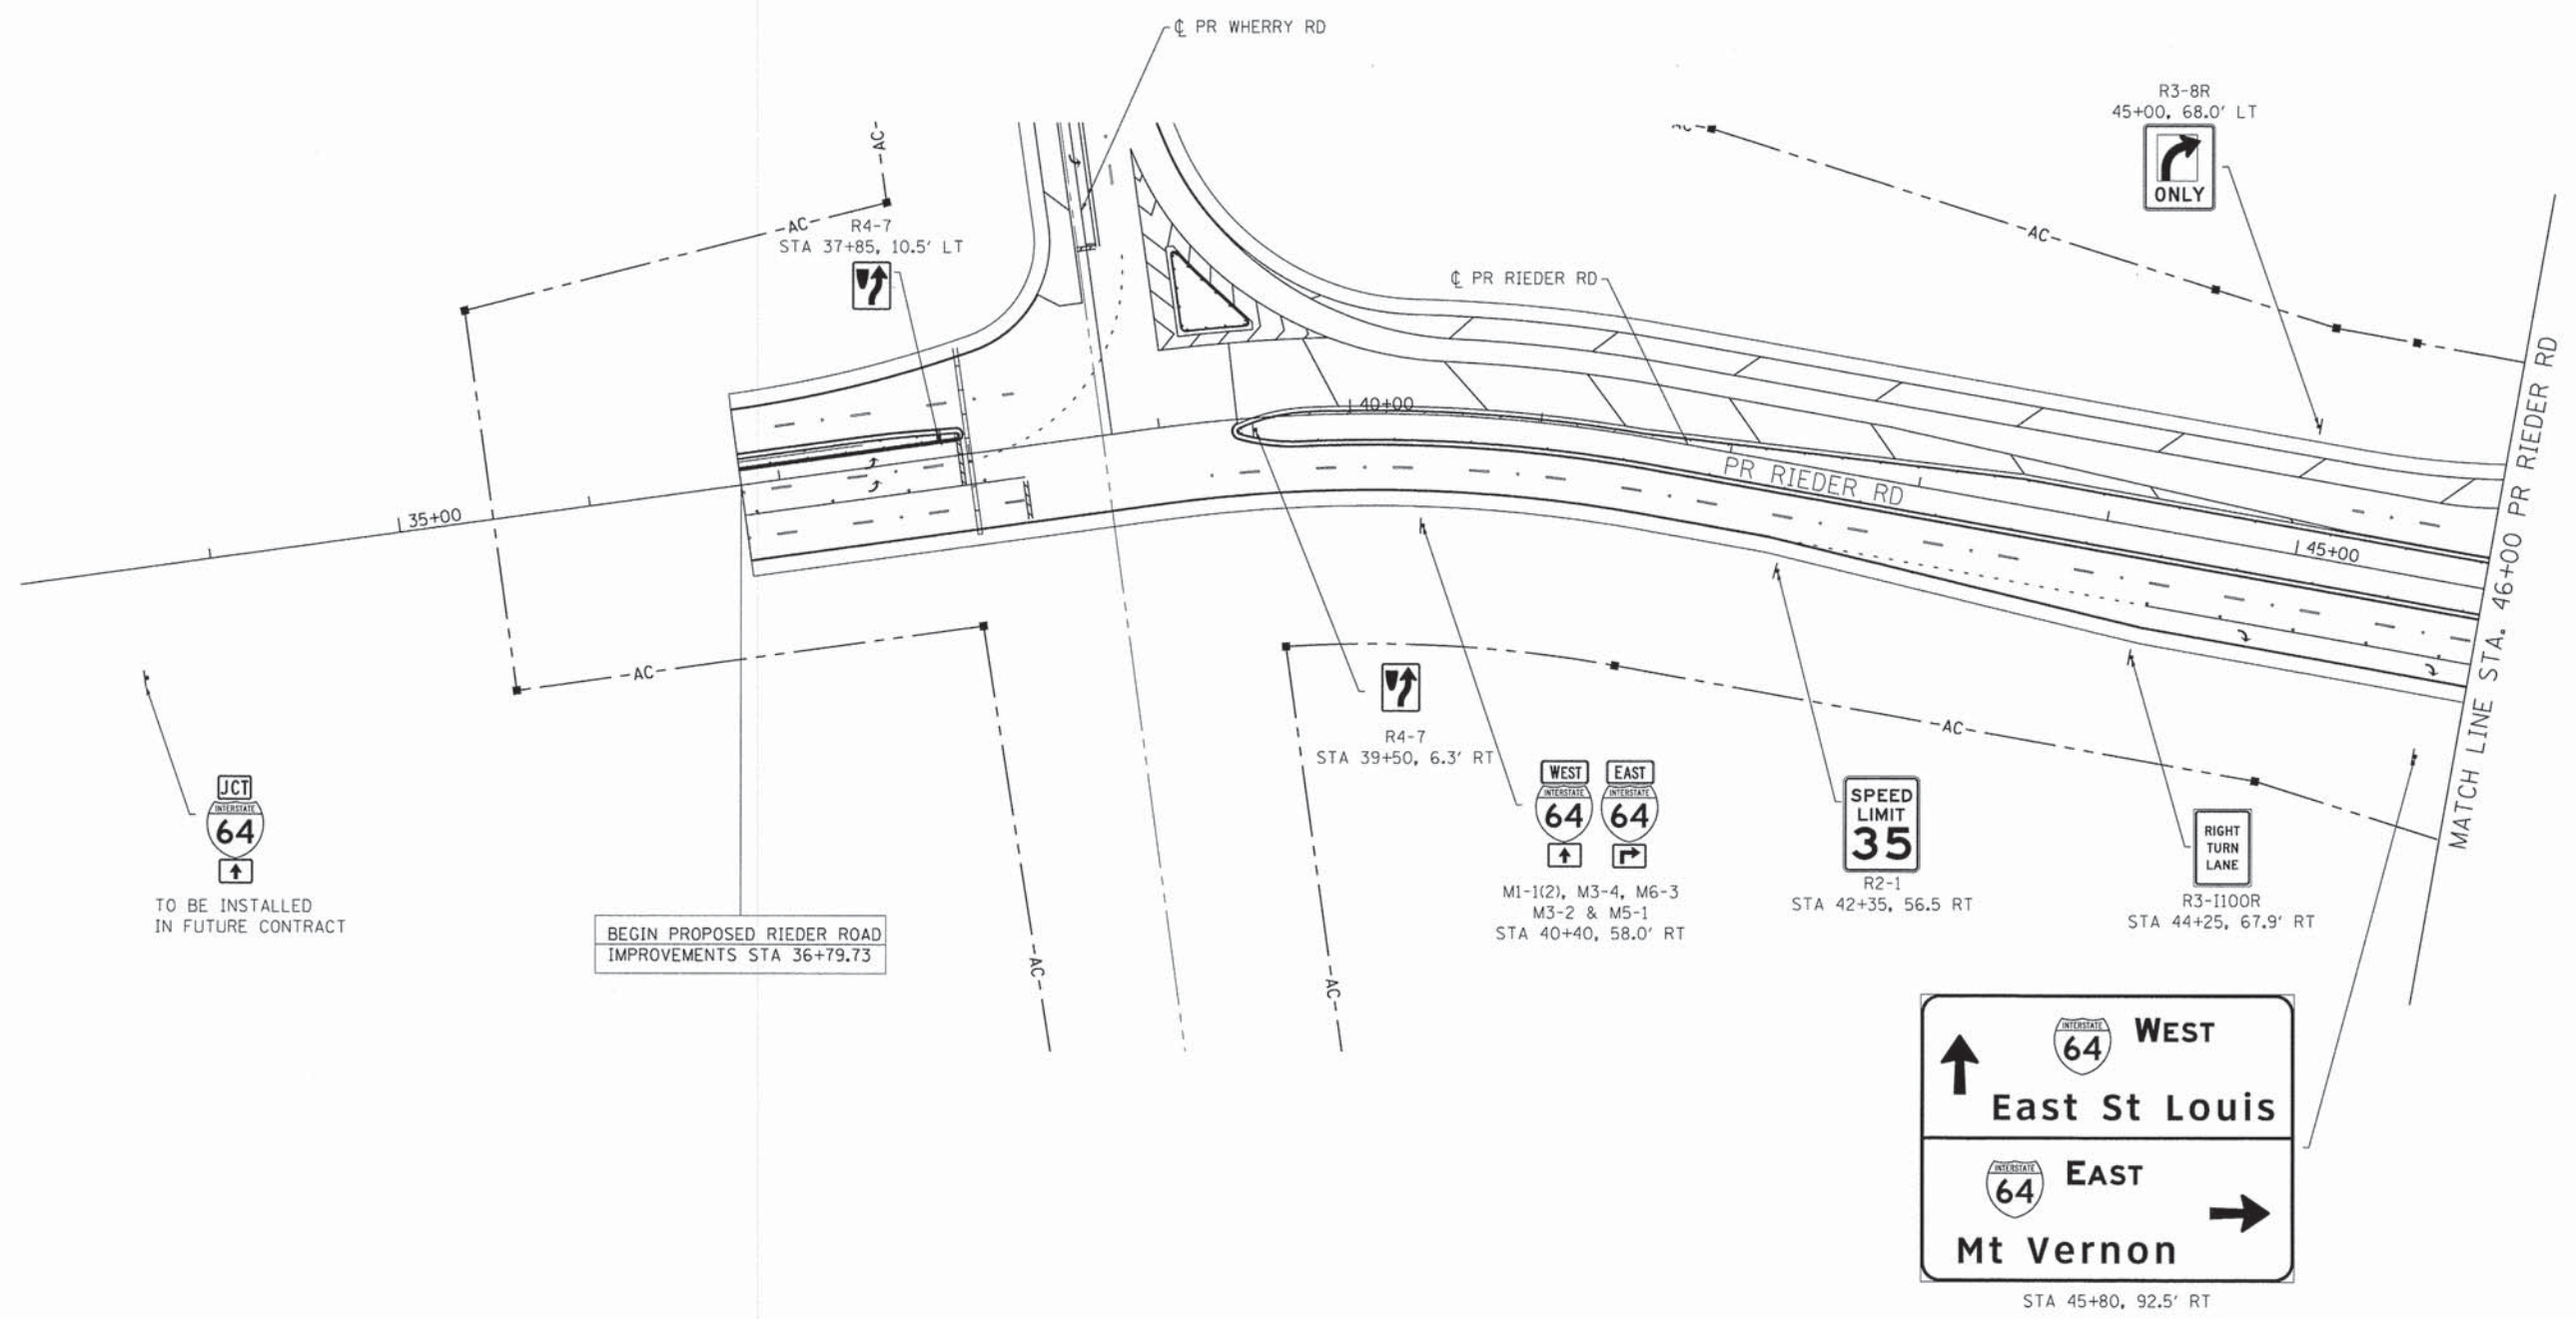 ℄ PR WHERRY RD
R3-8R
45+00, 68.0' LT
ONLY
-AC-
-AC-
R4-7
STA 37+85, 10.5' LT
-AC-
℄ PR RIEDER RD
40+00
PR RIEDER RD
35+00
45+00
MATCH LINE STA. 46+00 PR RIEDER RD
-AC-
-AC-
R4-7
STA 39+50, 6.3' RT
JCT
INTERSTATE
64
TO BE INSTALLED
IN FUTURE CONTRACT
BEGIN PROPOSED RIEDER ROAD
IMPROVEMENTS STA 36+79.73
-AC-
-AC-
WEST EAST
INTERSTATE INTERSTATE
64 64
M1-1(2), M3-4, M6-3
M3-2 & M5-1
STA 40+40, 58.0' RT
SPEED
LIMIT
35
R2-1
STA 42+35, 56.5 RT
RIGHT
TURN
LANE
R3-I100R
STA 44+25, 67.9' RT
INTERSTATE
64 WEST
East St Louis
INTERSTATE
64 EAST
Mt Vernon
STA 45+80, 92.5' RT